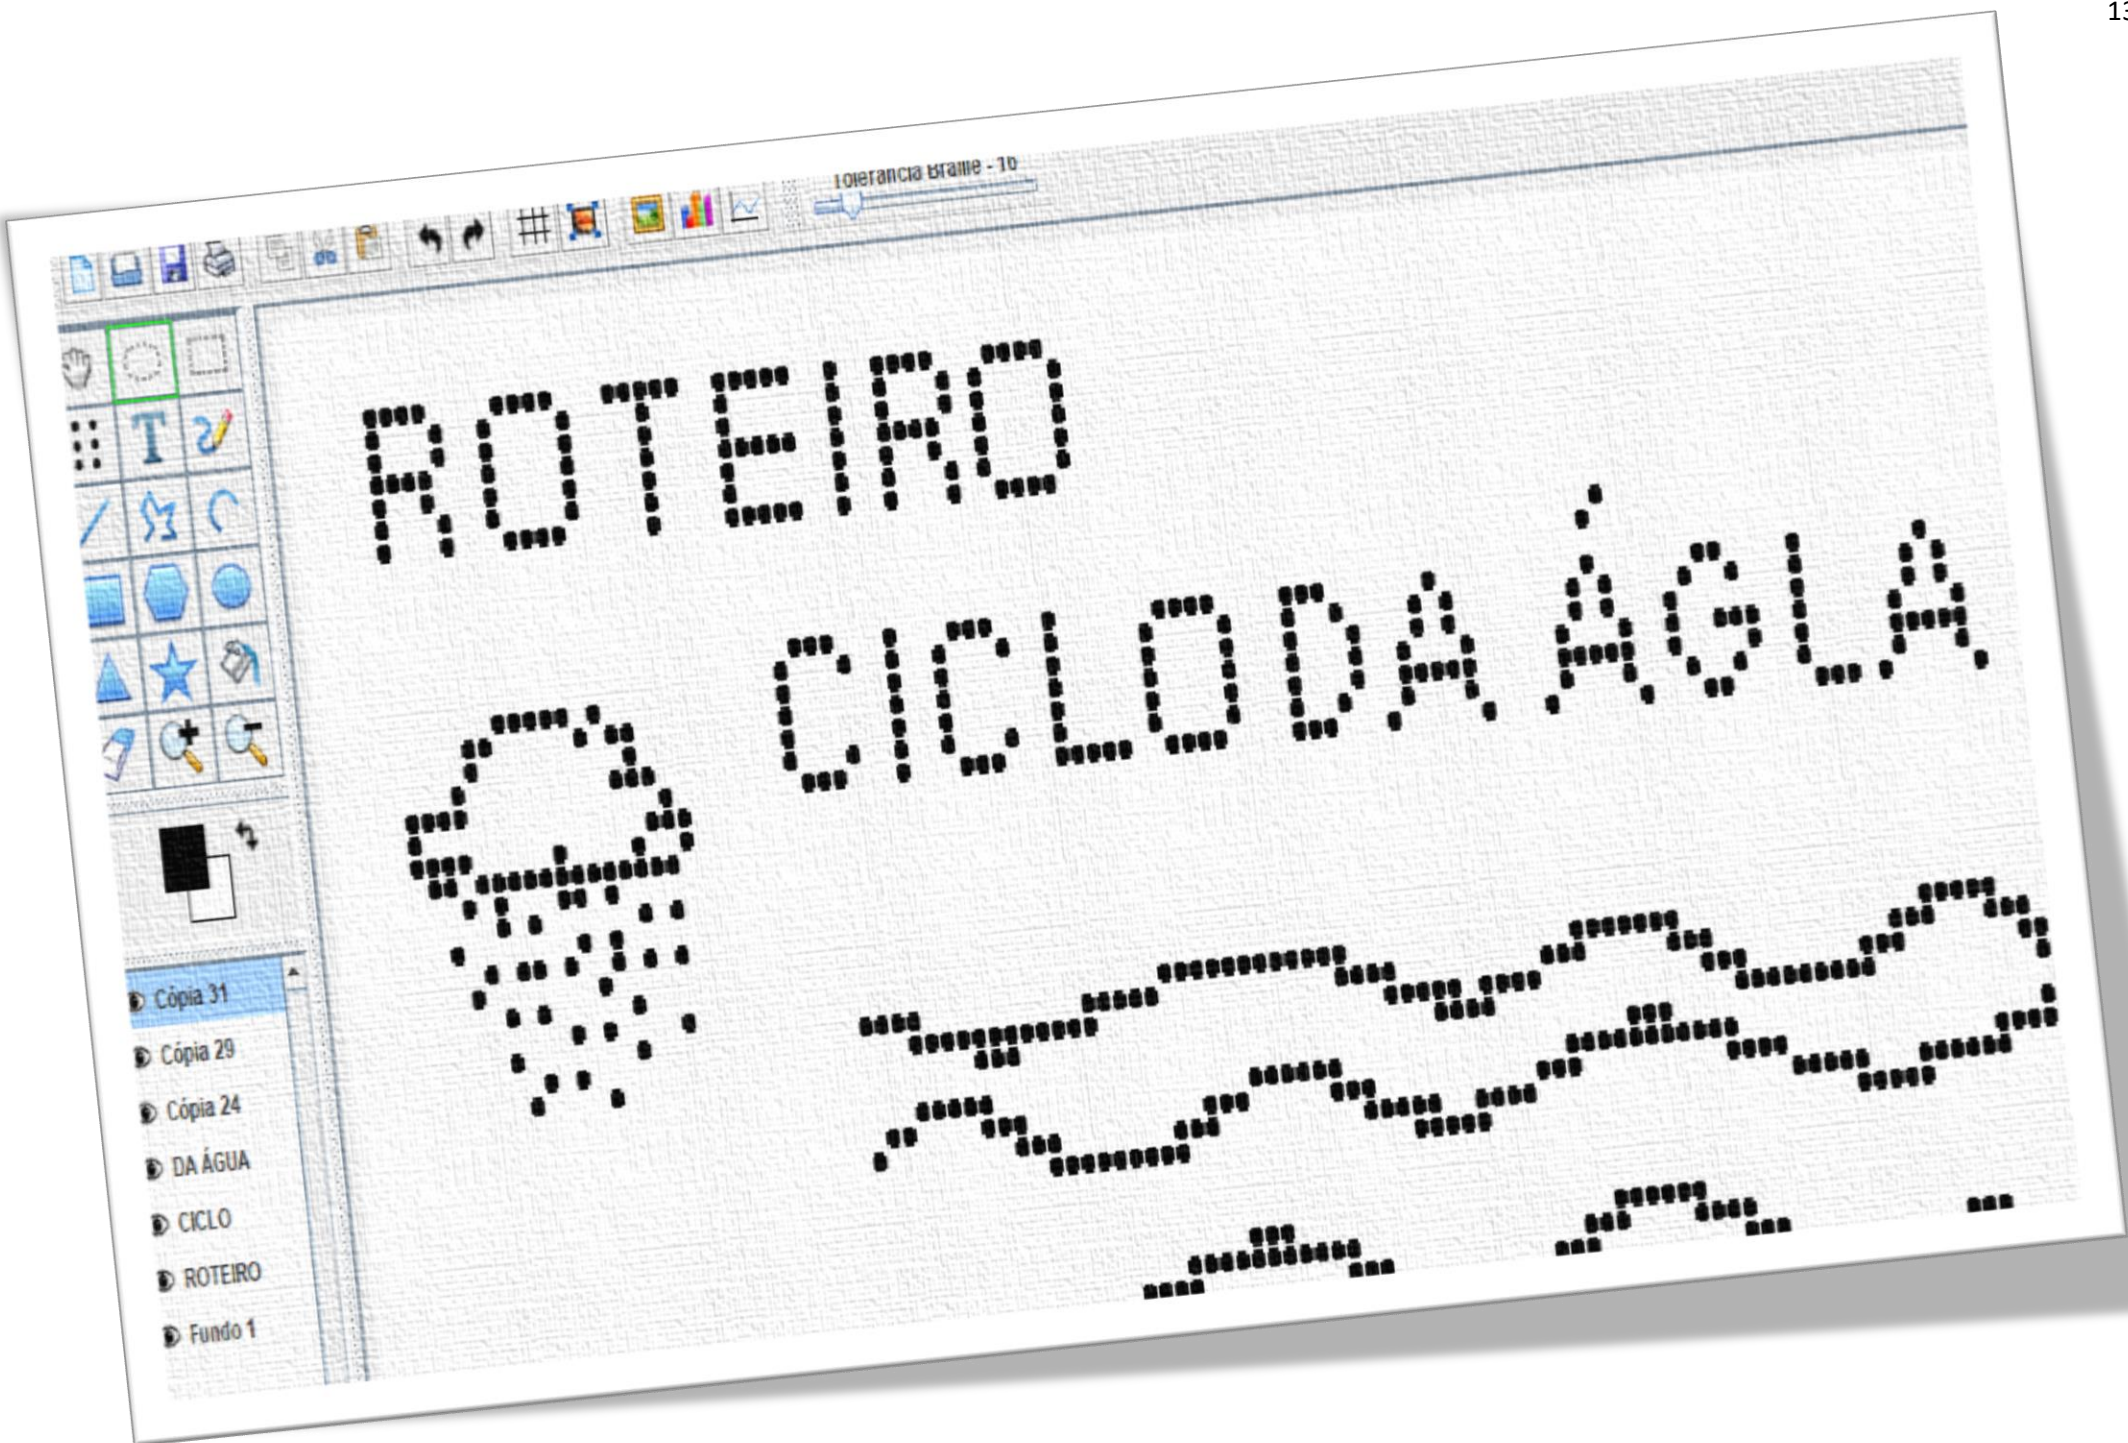 13
Tolerância Braille - 16
ROTEIRO
CICLO DA ÁGLA
Cópia 31
Cópia 29
Cópia 24
DA ÁGUA
CICLO
ROTEIRO
Fundo 1